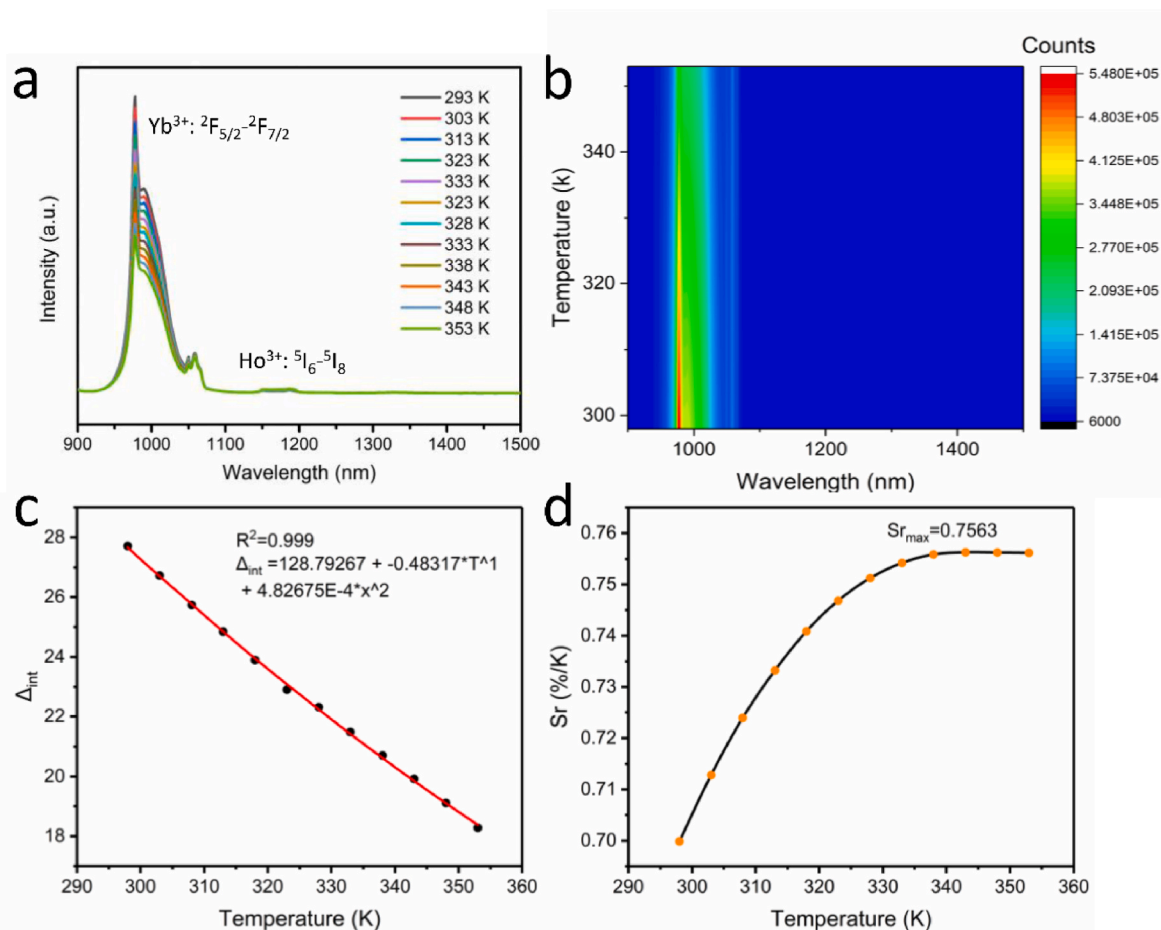 a
Yb³⁺: ²F₅/₂-²F₇/₂
Ho³⁺: ⁵I₆-⁵I₈
293 K
303 K
313 K
323 K
333 K
323 K
328 K
333 K
338 K
343 K
348 K
353 K
Intensity (a.u.)
900 1000 1100 1200 1300 1400 1500
Wavelength (nm)
b
Counts
5.480E+05
4.803E+05
4.125E+05
3.448E+05
2.770E+05
2.093E+05
1.415E+05
7.375E+04
6000
Temperature (k)
340
320
300
1000 1200 1400
Wavelength (nm)
c
R²=0.999
Δint =128.79267 + -0.48317*T^1
+ 4.82675E-4*x^2
Δint
28
26
24
22
20
18
290 300 310 320 330 340 350 360
Temperature (K)
d
Srmax=0.7563
Sr (%/K)
0.76
0.75
0.74
0.73
0.72
0.71
0.70
290 300 310 320 330 340 350 360
Temperature (K)